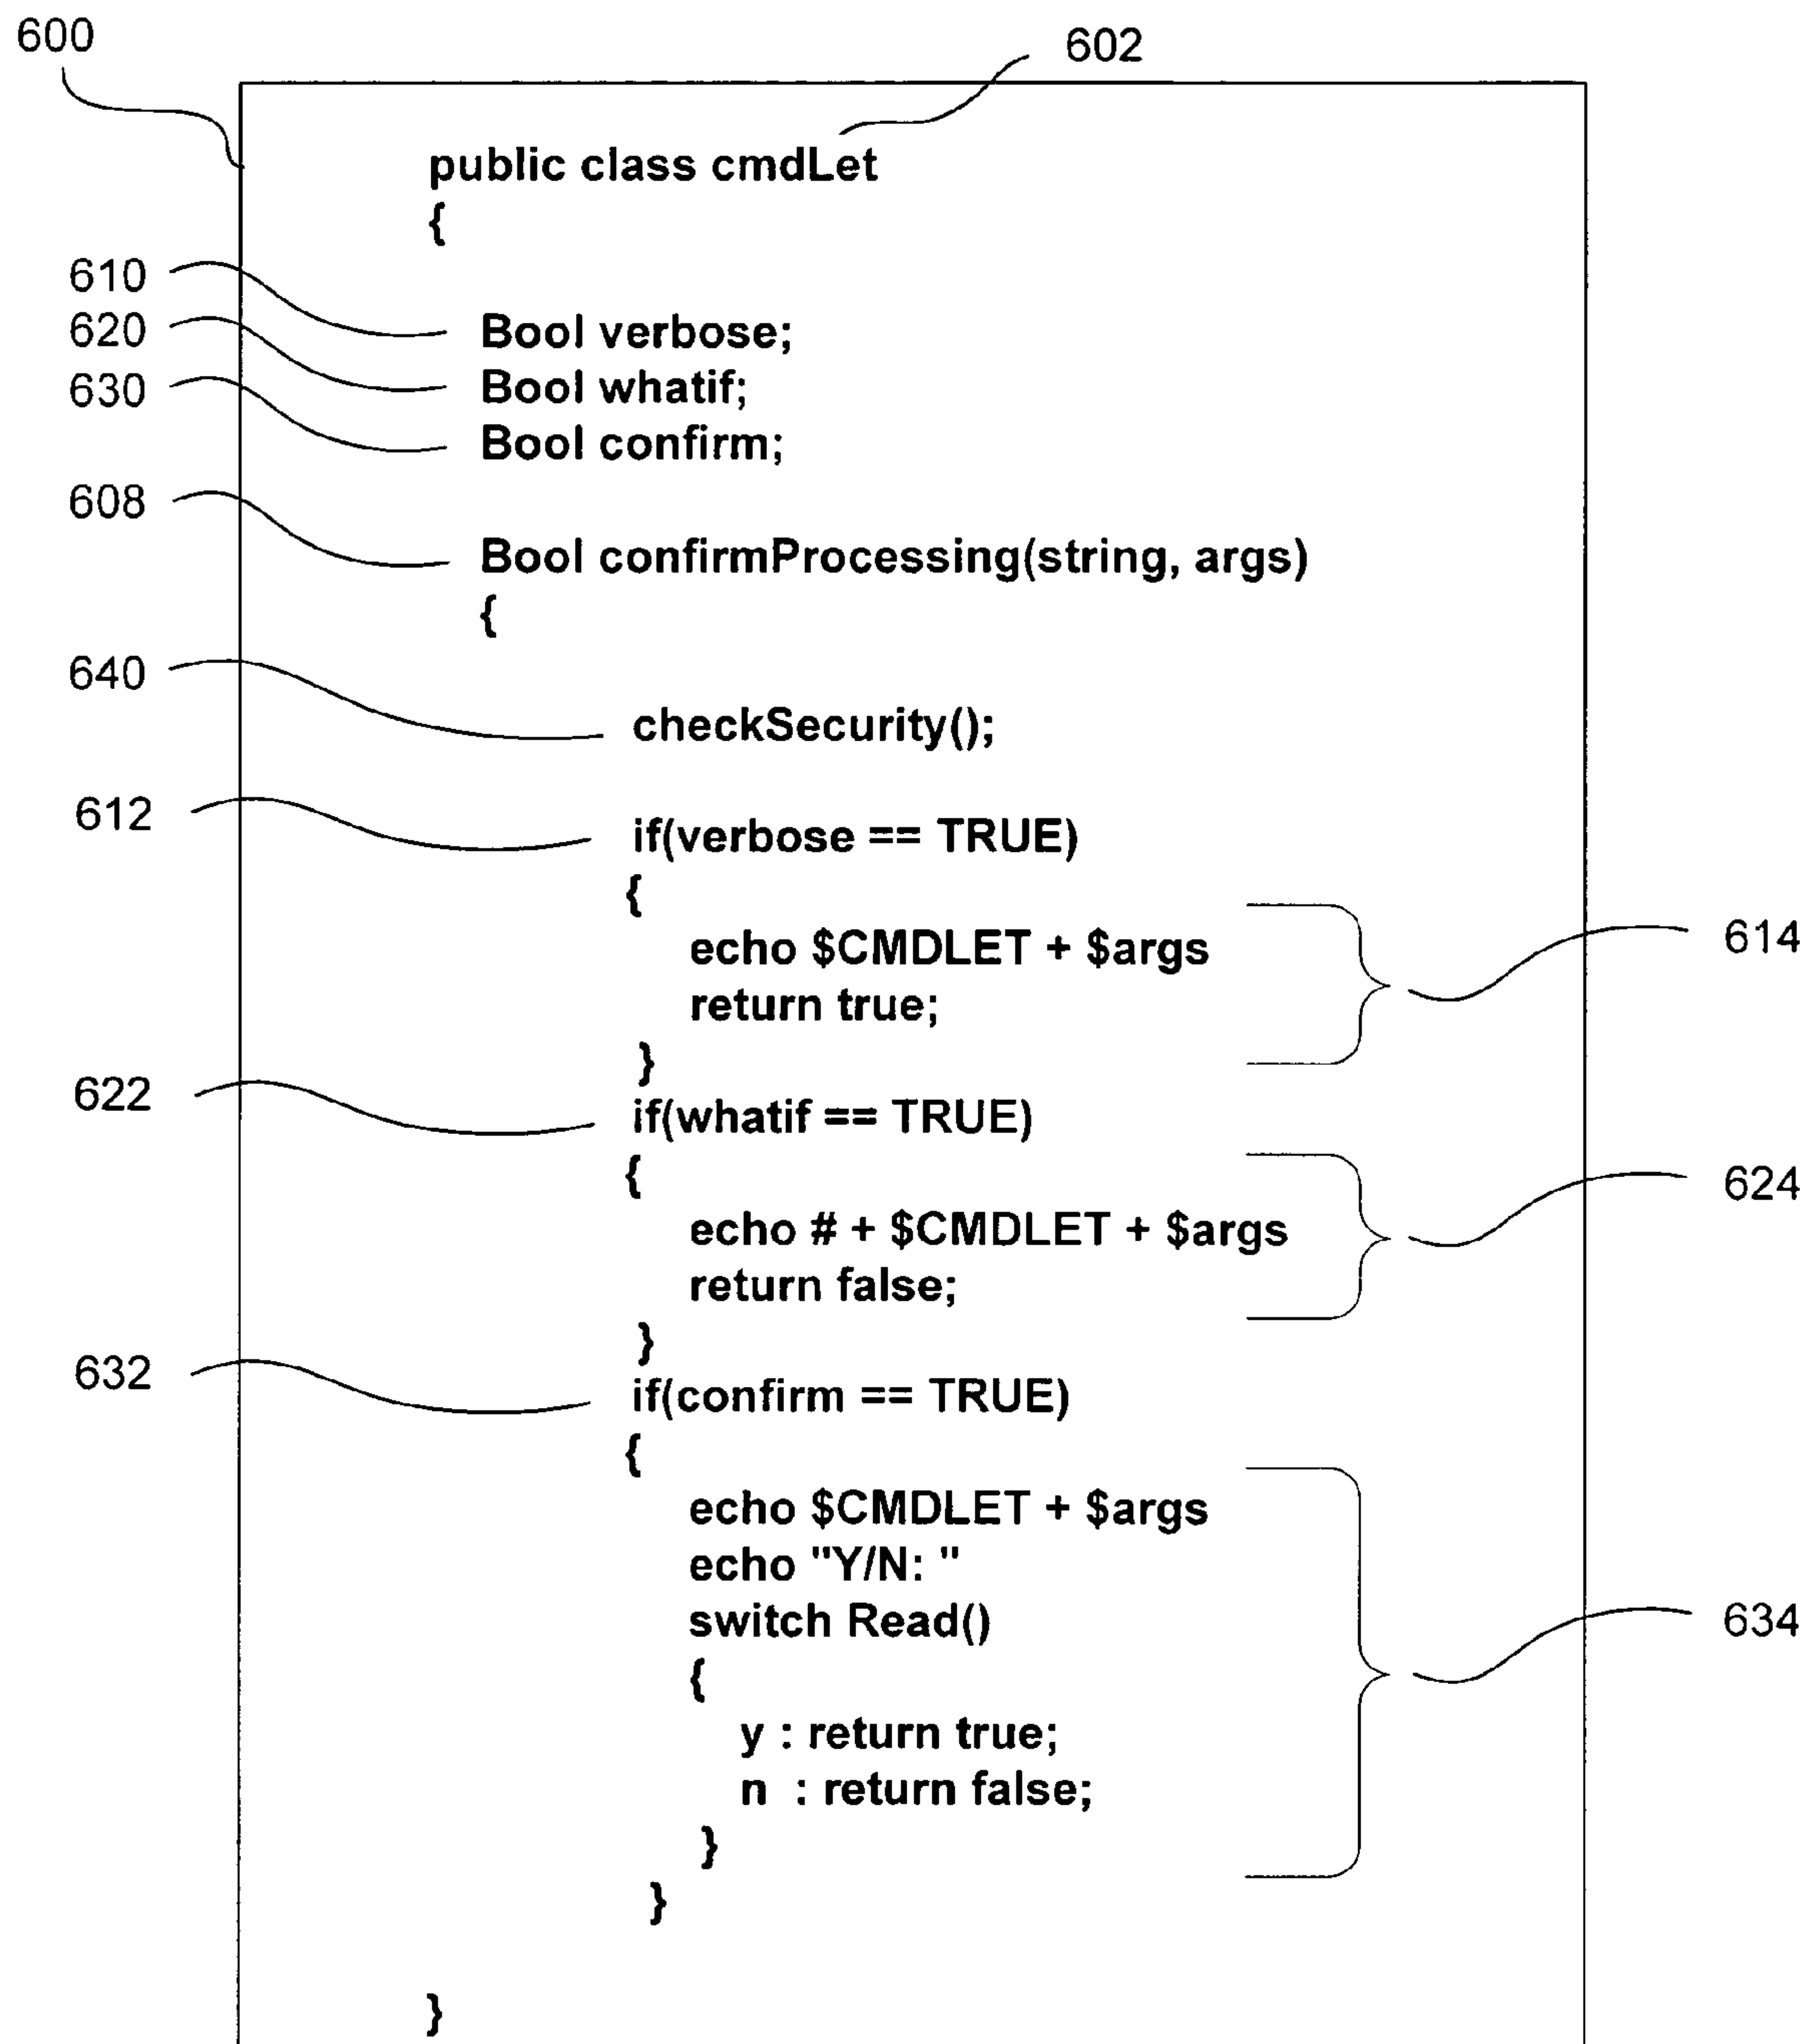 600
602
public class cmdLet
{
610
Bool verbose;
620
Bool whatif;
630
Bool confirm;
608
Bool confirmProcessing(string, args)
{
640
checkSecurity();
612
if(verbose == TRUE)
{
echo $CMDLET + $args
614
return true;
}
622
if(whatif == TRUE)
{
624
echo # + $CMDLET + $args
return false;
}
632
if(confirm == TRUE)
{
echo $CMDLET + $args
echo "Y/N: "
switch Read()
634
{
y : return true;
n : return false;
}
}
}